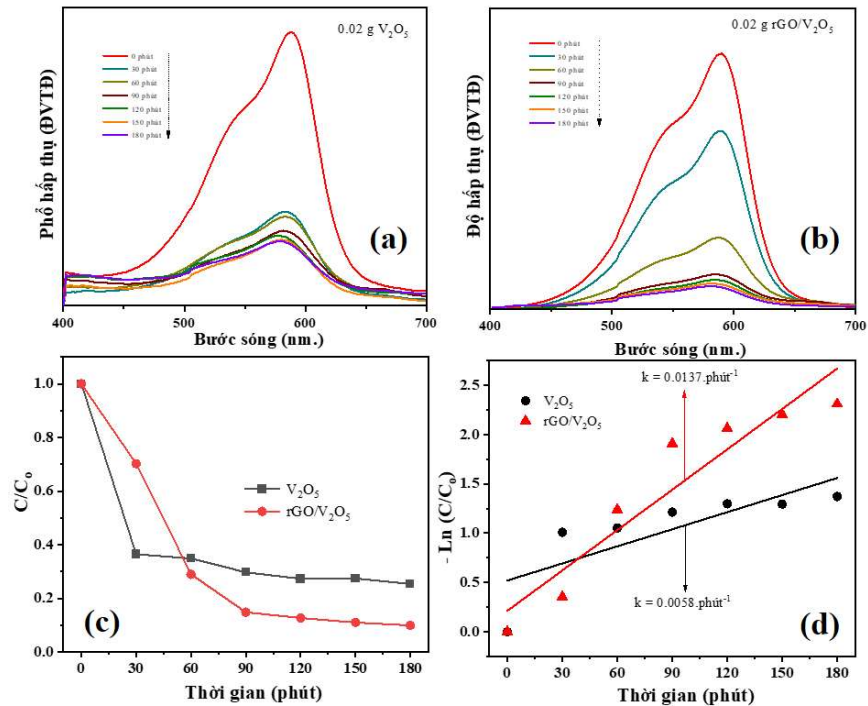 0.02 g V₂O₅
0 phút
30 phút
60 phút
90 phút
120 phút
150 phút
180 phút
Phổ hấp thụ (ĐVTĐ)
(a)
400 500 600 700
Bước sóng (nm.)
0.02 g rGO/V₂O₅
0 phút
30 phút
60 phút
90 phút
120 phút
150 phút
180 phút
Độ hấp thụ (ĐVTĐ)
(b)
400 500 600 700
Bước sóng (nm.)
1.0
0.8
0.6
0.4
0.2
0.0
C/Cₒ
V₂O₅
rGO/V₂O₅
(c)
0 30 60 90 120 150 180
Thời gian (phút)
2.5
2.0
1.5
1.0
0.5
0.0
- Ln (C/Cₒ)
V₂O₅
rGO/V₂O₅
k = 0.0137.phút⁻¹
k = 0.0058.phút⁻¹
(d)
0 30 60 90 120 150 180
Thời gian (phút)